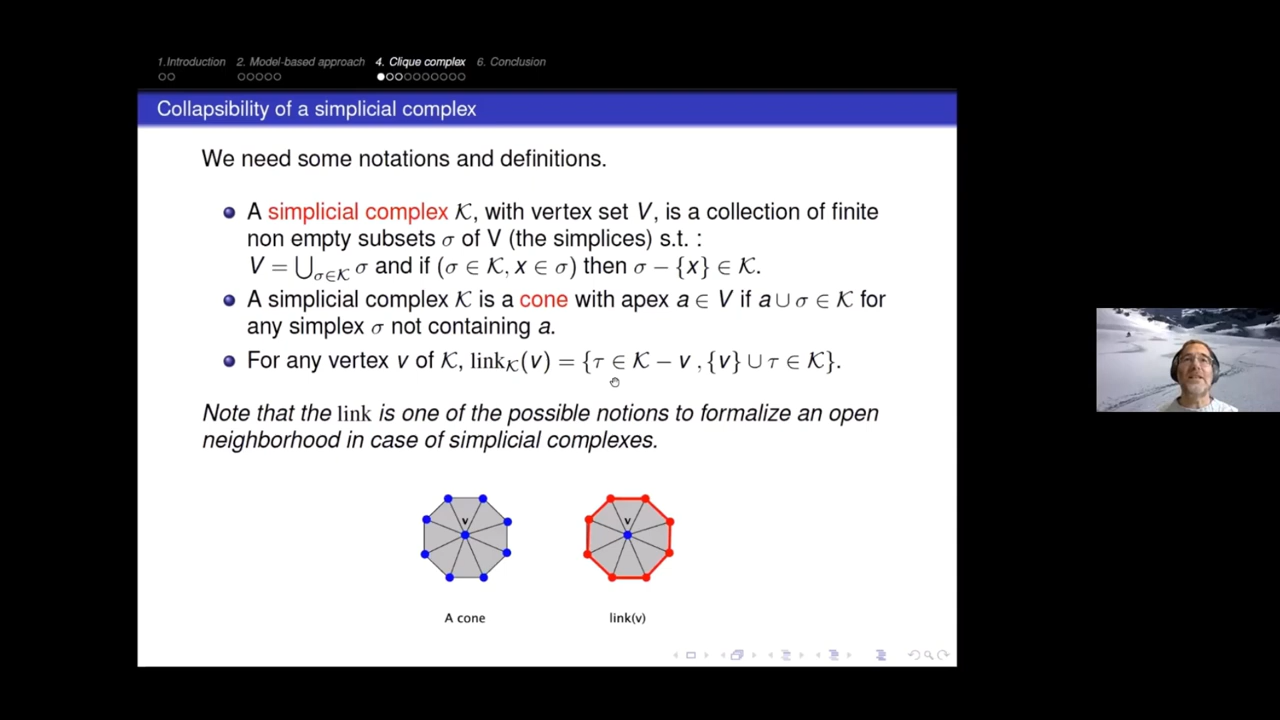 1.Introduction 2. Model-based approach 4. Clique complex 6. Conclusion
Collapsibility of a simplicial complex
We need some notations and definitions.
A simplicial complex 𝒦, with vertex set V, is a collection of finite
non empty subsets σ of V (the simplices) s.t. :
V = ⋃σ∈𝒦 σ and if (σ ∈ 𝒦, x ∈ σ) then σ − {x} ∈ 𝒦.
A simplicial complex 𝒦 is a cone with apex a ∈ V if a ∪ σ ∈ 𝒦 for
any simplex σ not containing a.
For any vertex v of 𝒦, link𝒦(v) = {τ ∈ 𝒦 − v , {v} ∪ τ ∈ 𝒦}.
Note that the link is one of the possible notions to formalize an open
neighborhood in case of simplicial complexes.
v v
A cone link(v)